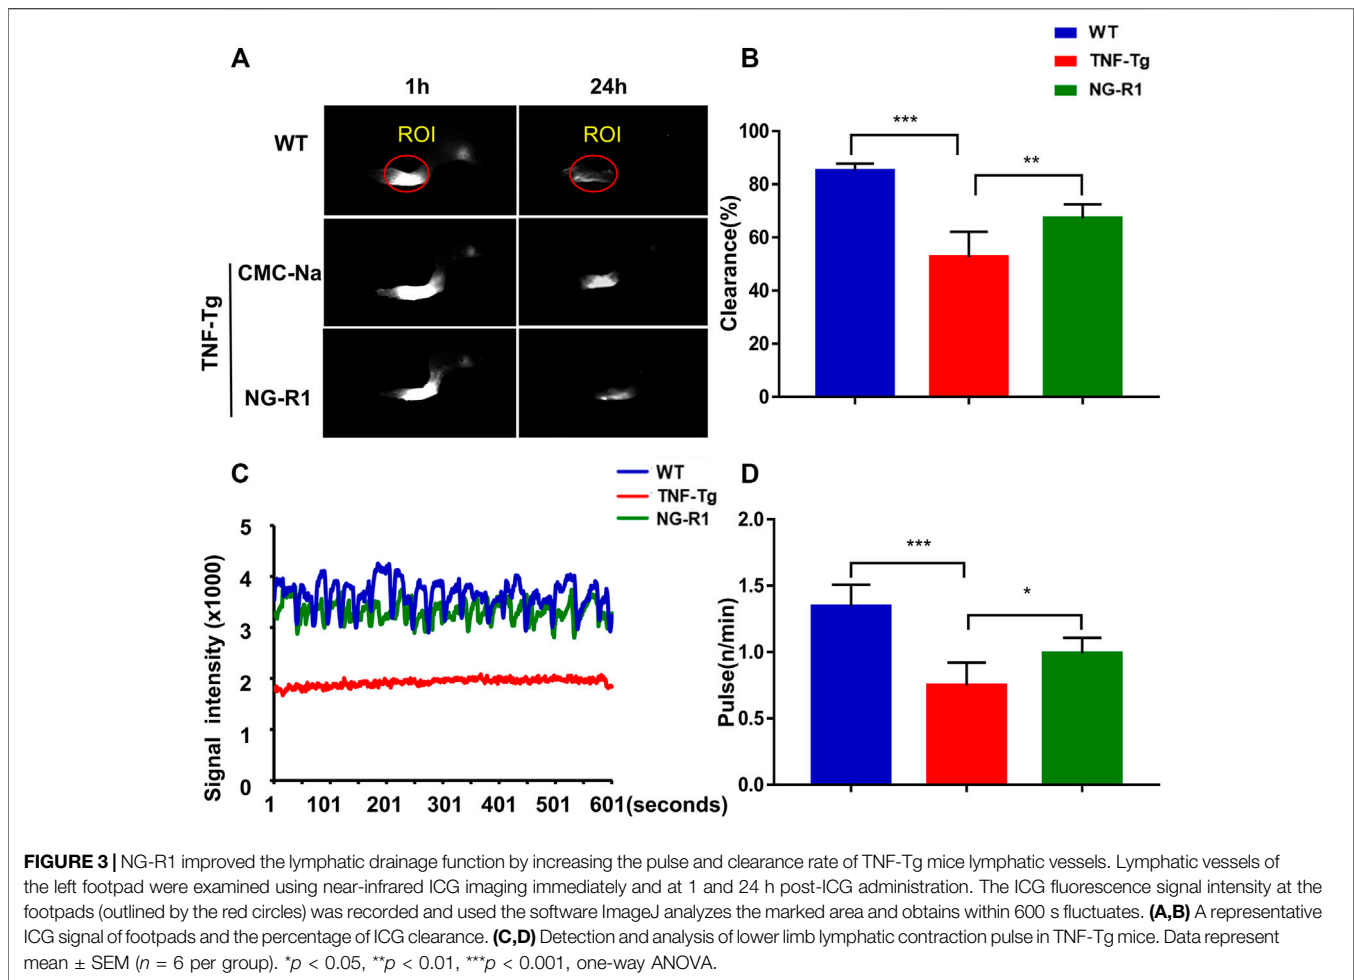 A
1h
24h
WT
ROI
ROI
CMC-Na
TNF-Tg
NG-R1
B
WT
TNF-Tg
NG-R1
***
**
100
80
60
40
20
0
Clearance(%)
C
WT
TNF-Tg
NG-R1
5
4
3
2
1
0
Signal intensity (x1000)
1 101 201 301 401 501 601(seconds)
D
2.0
1.5
1.0
0.5
0.0
Pulse(n/min)
***
*
FIGURE 3 | NG-R1 improved the lymphatic drainage function by increasing the pulse and clearance rate of TNF-Tg mice lymphatic vessels. Lymphatic vessels of
the left footpad were examined using near-infrared ICG imaging immediately and at 1 and 24 h post-ICG administration. The ICG fluorescence signal intensity at the
footpads (outlined by the red circles) was recorded and used the software ImageJ analyzes the marked area and obtains within 600 s fluctuates. (A,B) A representative
ICG signal of footpads and the percentage of ICG clearance. (C,D) Detection and analysis of lower limb lymphatic contraction pulse in TNF-Tg mice. Data represent
mean ± SEM (n = 6 per group). *p < 0.05, **p < 0.01, ***p < 0.001, one-way ANOVA.